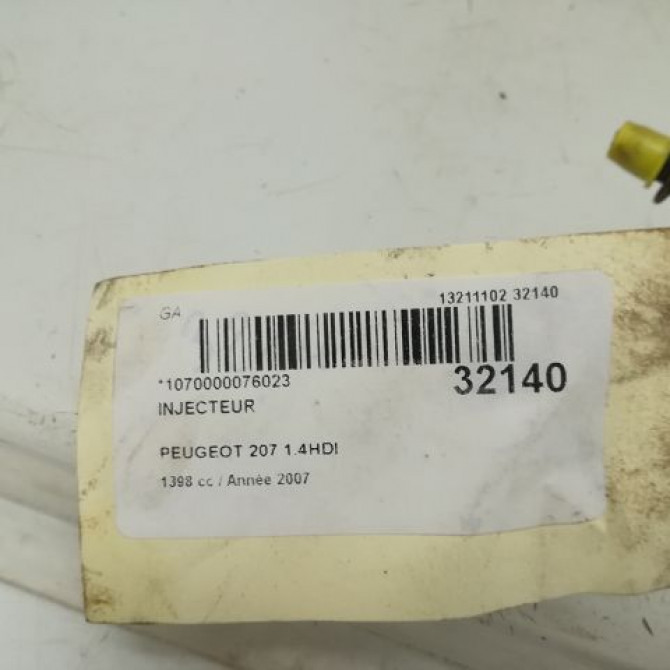 GA
13211102 32140
*1070000076023
32140
INJECTEUR
PEUGEOT 207 1.4HDI
1398 cc / Année 2007